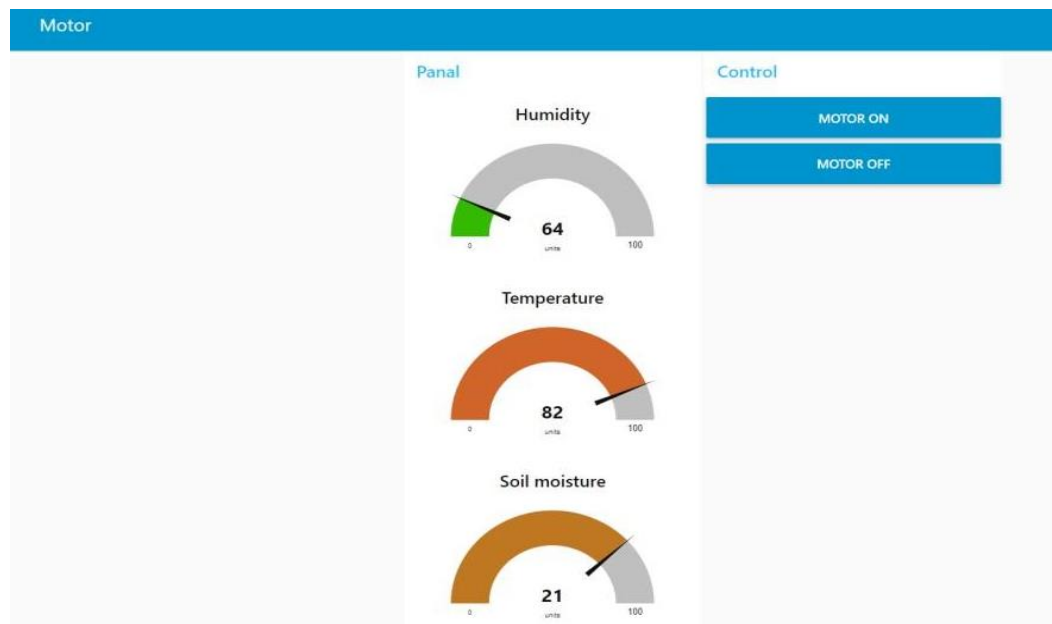 Motor
Panal
Control
Humidity
MOTOR ON
MOTOR OFF
64
0
units
100
Temperature
82
0
units
100
Soil moisture
21
0
units
100